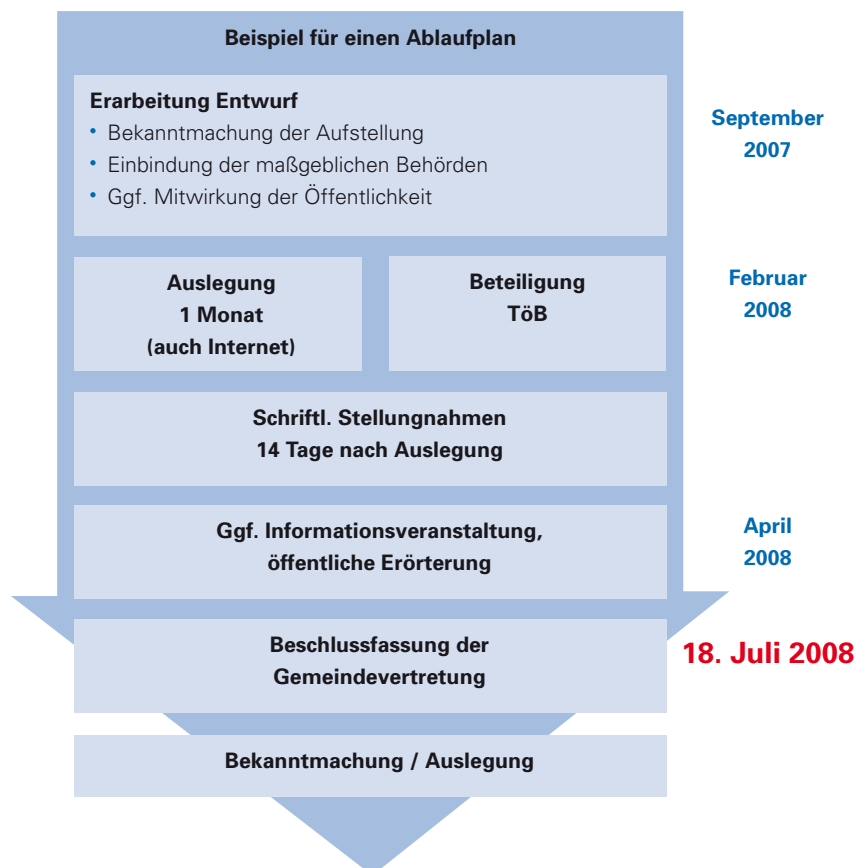 Beispiel für einen Ablaufplan
Erarbeitung Entwurf
• Bekanntmachung der Aufstellung
• Einbindung der maßgeblichen Behörden
• Ggf. Mitwirkung der Öffentlichkeit
September
2007
Auslegung
1 Monat
(auch Internet)
Beteiligung
TöB
Februar
2008
Schriftl. Stellungnahmen
14 Tage nach Auslegung
Ggf. Informationsveranstaltung,
öffentliche Erörterung
April
2008
Beschlussfassung der
Gemeindevertretung
18. Juli 2008
Bekanntmachung / Auslegung